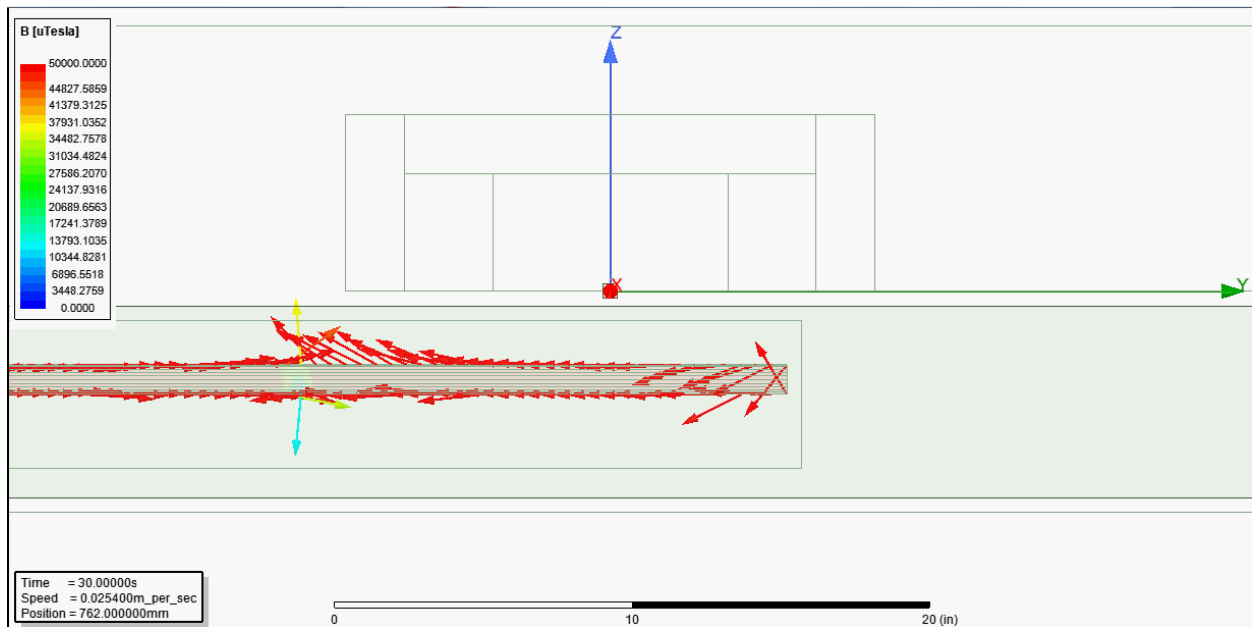 B [uTesla]
50000.0000
44827.5859
41379.3125
37931.0352
34482.7578
31034.4824
27586.2070
24137.9316
20689.6563
17241.3789
13793.1035
10344.8281
6896.5518
3448.2759
0.0000
Z
X
Y
Time = 30.00000s
Speed = 0.025400m_per_sec
Position = 762.000000mm
0 10 20 (in)